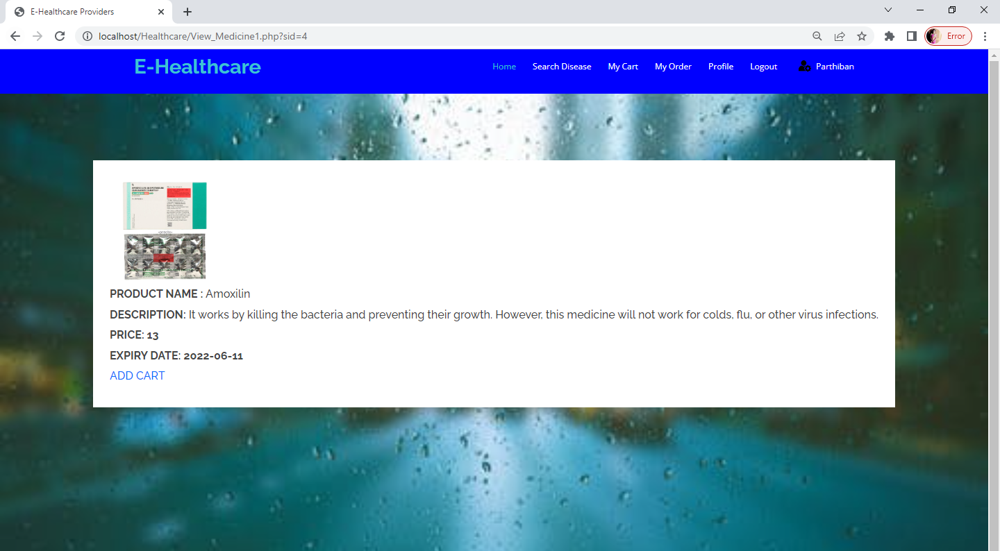 E-Healthcare Providers
localhost/Healthcare/View_Medicine1.php?sid=4
Error
E-Healthcare
Home Search Disease My Cart My Order Profile Logout Parthiban
PRODUCT NAME : Amoxilin
DESCRIPTION: It works by killing the bacteria and preventing their growth. However, this medicine will not work for colds, flu, or other virus infections.
PRICE: 13
EXPIRY DATE: 2022-06-11
ADD CART